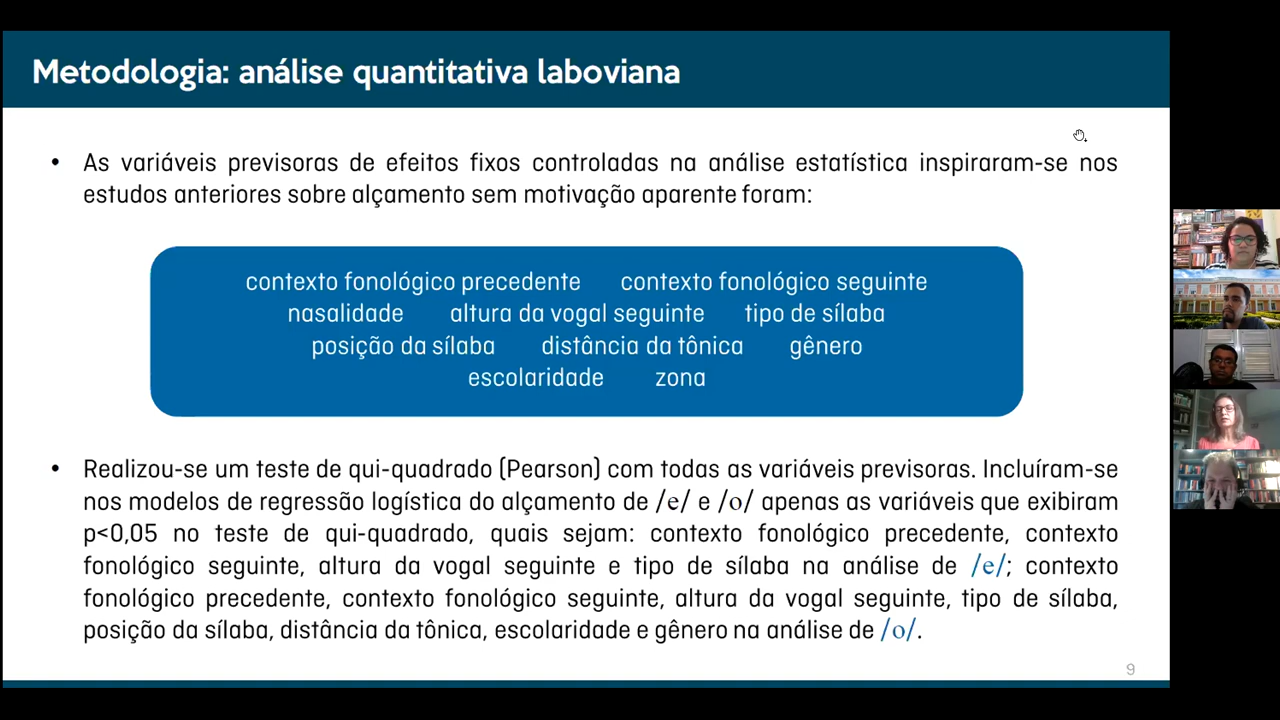 Metodologia: análise quantitativa laboviana
• As variáveis previsoras de efeitos fixos controladas na análise estatística inspiraram-se nos
estudos anteriores sobre alçamento sem motivação aparente foram:
contexto fonológico precedente contexto fonológico seguinte
nasalidade altura da vogal seguinte tipo de sílaba
posição da sílaba distância da tônica gênero
escolaridade zona
• Realizou-se um teste de qui-quadrado (Pearson) com todas as variáveis previsoras. Incluíram-se
nos modelos de regressão logística do alçamento de /e/ e /o/ apenas as variáveis que exibiram
p<0,05 no teste de qui-quadrado, quais sejam: contexto fonológico precedente, contexto
fonológico seguinte, altura da vogal seguinte e tipo de sílaba na análise de /e/; contexto
fonológico precedente, contexto fonológico seguinte, altura da vogal seguinte, tipo de sílaba,
posição da sílaba, distância da tônica, escolaridade e gênero na análise de /o/.
9